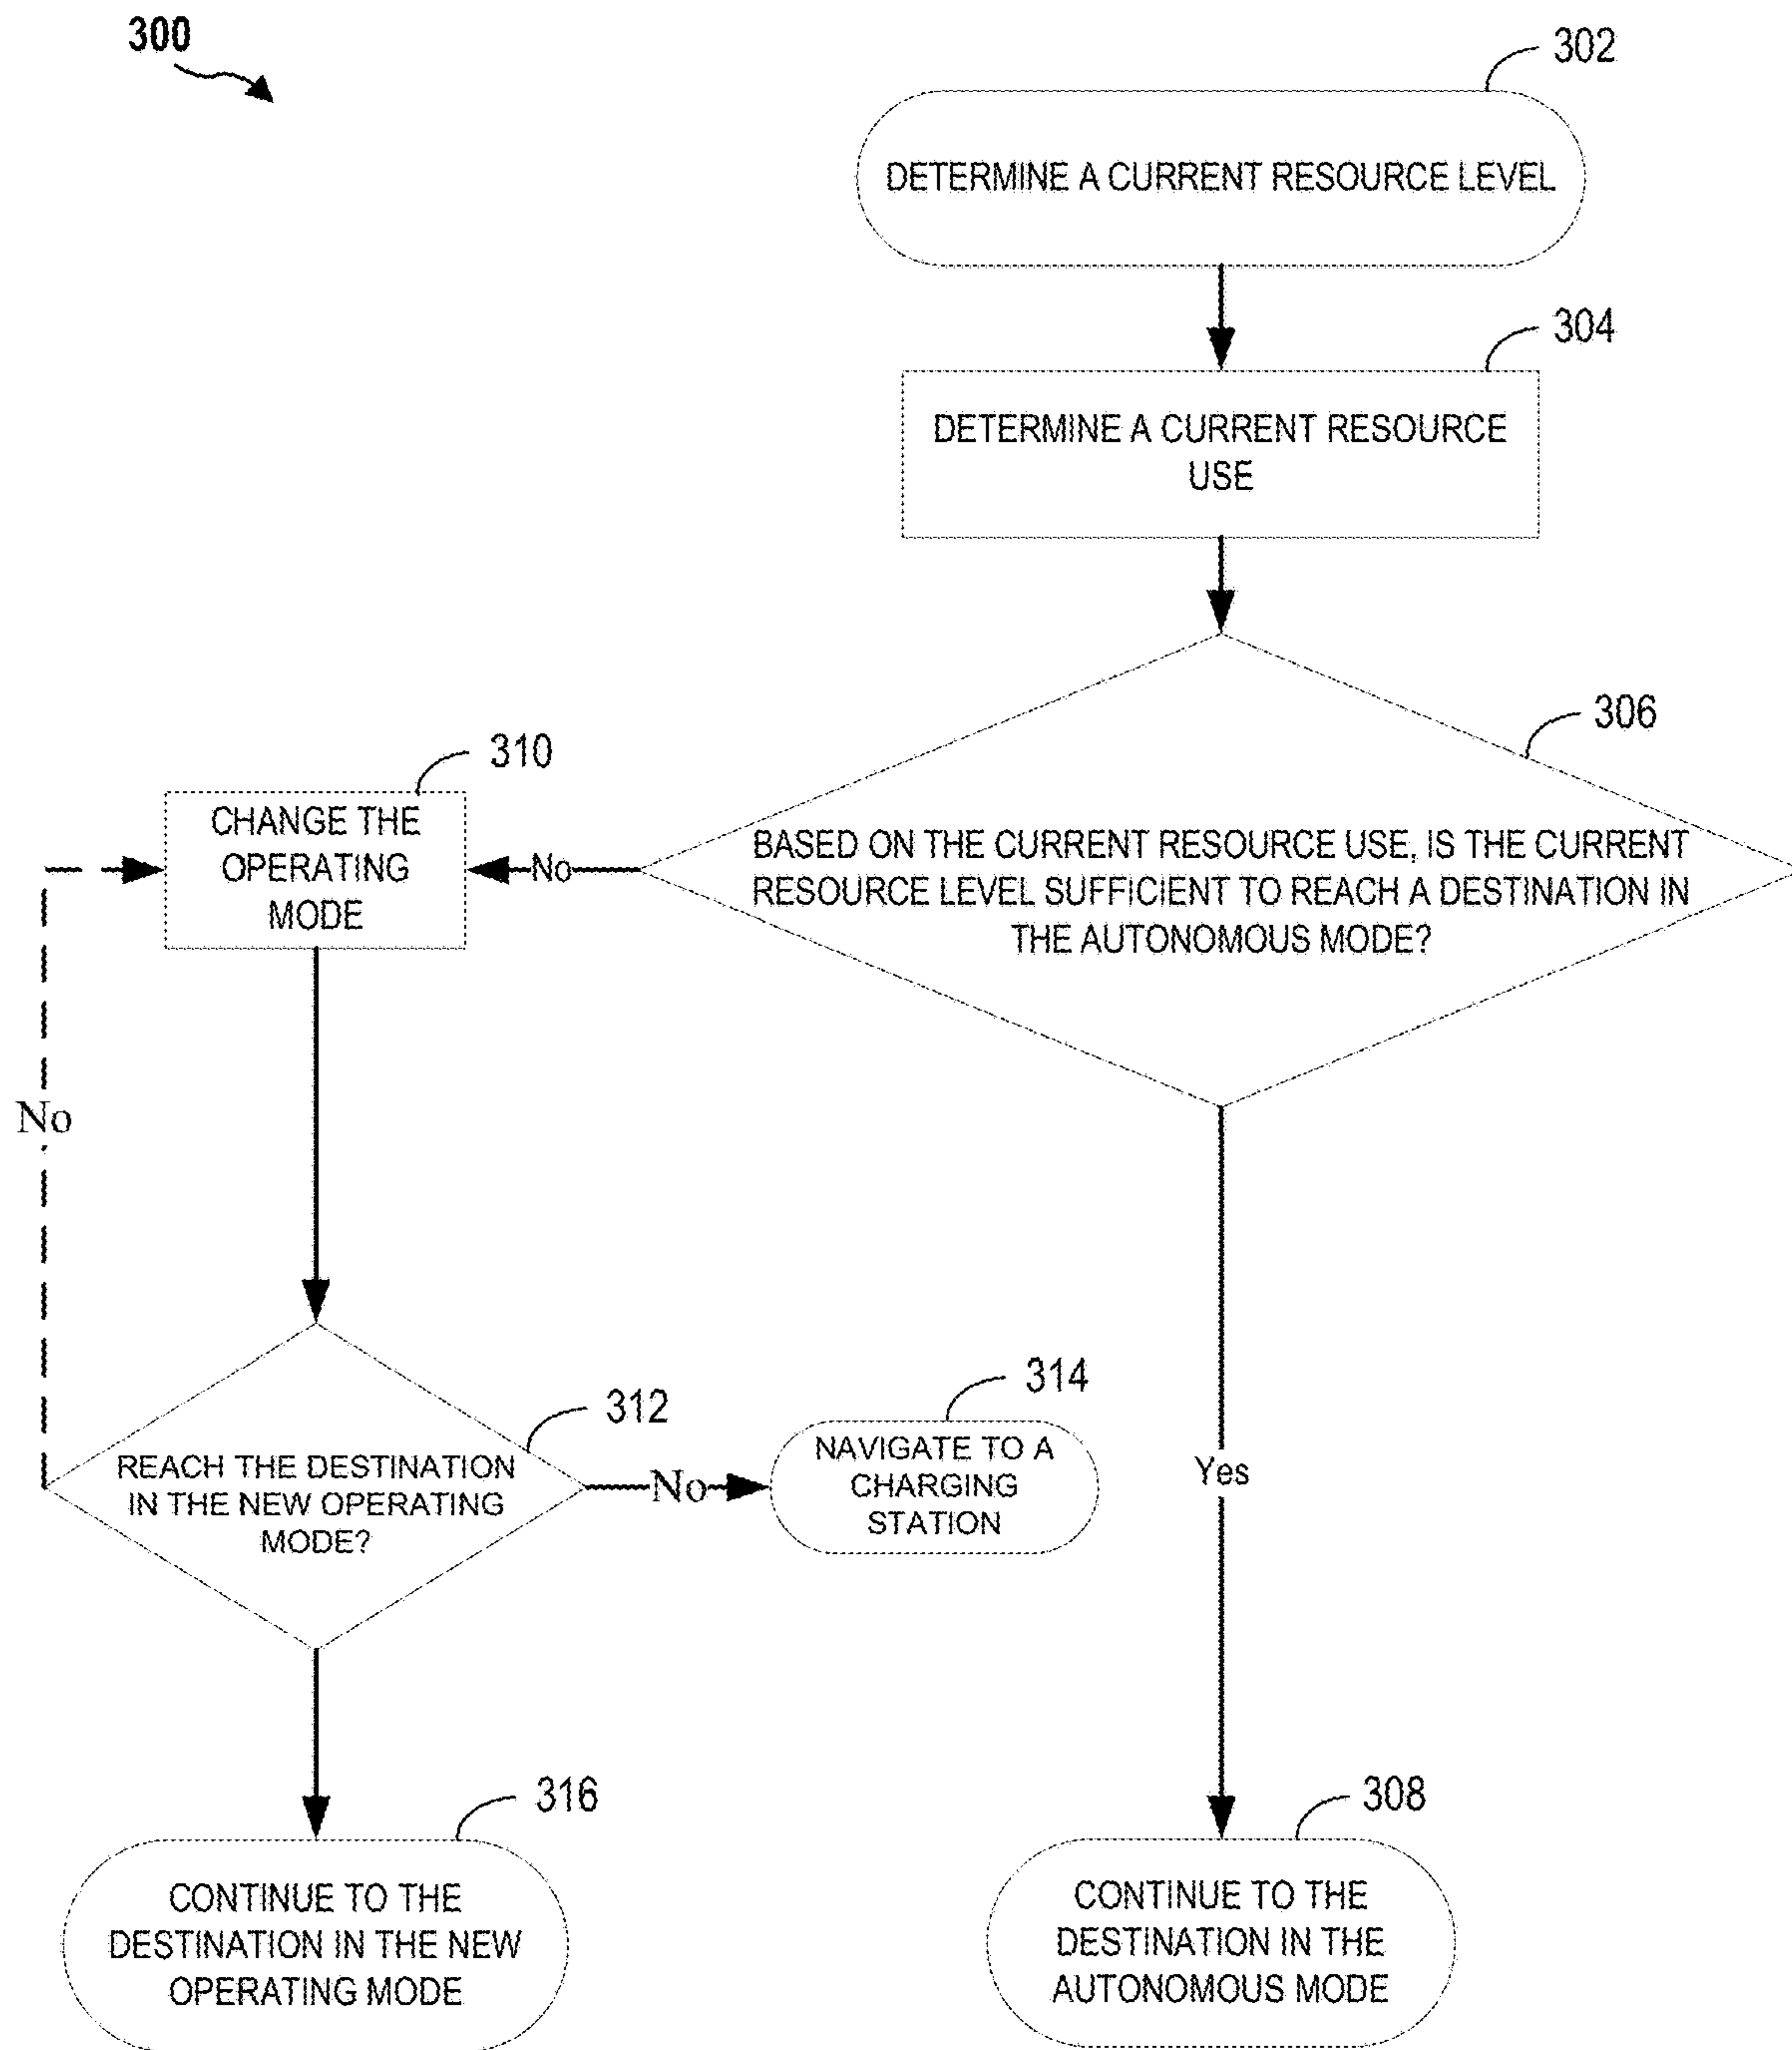 300
302
DETERMINE A CURRENT RESOURCE LEVEL
304
DETERMINE A CURRENT RESOURCE
USE
306
BASED ON THE CURRENT RESOURCE USE, IS THE CURRENT
RESOURCE LEVEL SUFFICIENT TO REACH A DESTINATION IN
THE AUTONOMOUS MODE?
No
310
CHANGE THE
OPERATING
MODE
No
312
REACH THE DESTINATION
IN THE NEW OPERATING
MODE?
No
314
NAVIGATE TO A
CHARGING
STATION
Yes
316
CONTINUE TO THE
DESTINATION IN THE NEW
OPERATING MODE
308
CONTINUE TO THE
DESTINATION IN THE
AUTONOMOUS MODE